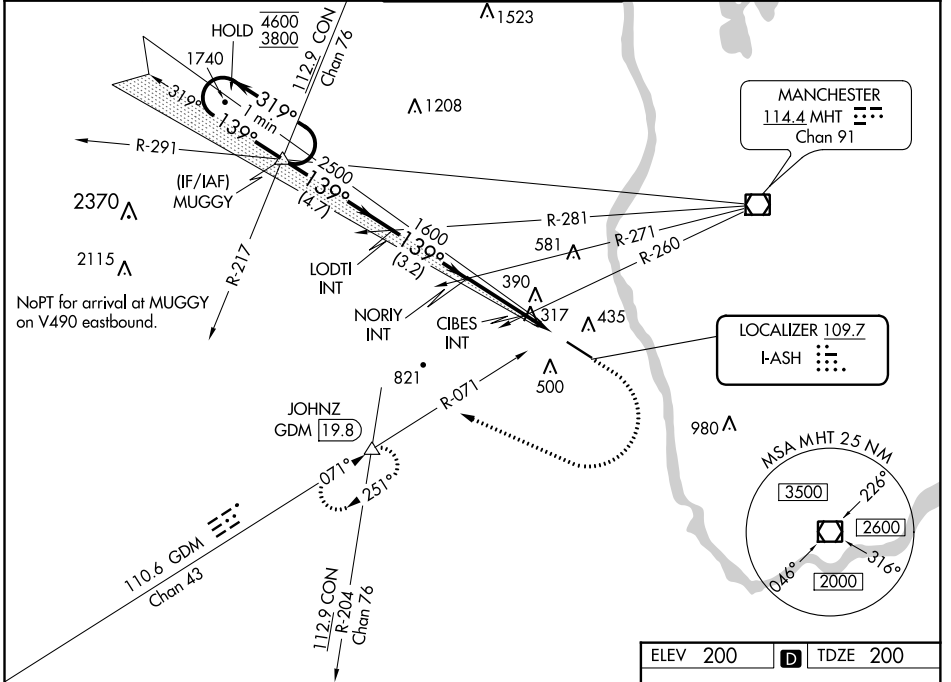 1523
HOLD
4600
3800
112.9 CON
Chan 76
1740
319°
319°
1 min
139°
1208
MANCHESTER
114.4 MHT
Chan 91
R-291
(IF/IAF)
MUGGY
2500
139°
(4.7)
2370
2115
R-217
R-281
1600
139°
(3.2)
581
R-271
R-260
LODTI
INT
NORIY
INT
390
317
CIBES
INT
435
NoPT for arrival at MUGGY
on V490 eastbound.
LOCALIZER 109.7
I-ASH
500
821
R-071
JOHNZ
GDM 19.8
980
071°
251°
110.6 GDM
Chan 43
112.9 CON
R-204
Chan 76
MSA MHT 25 NM
3500
226°
2600
046°
316°
2000
ELEV 200 D TDZE 200